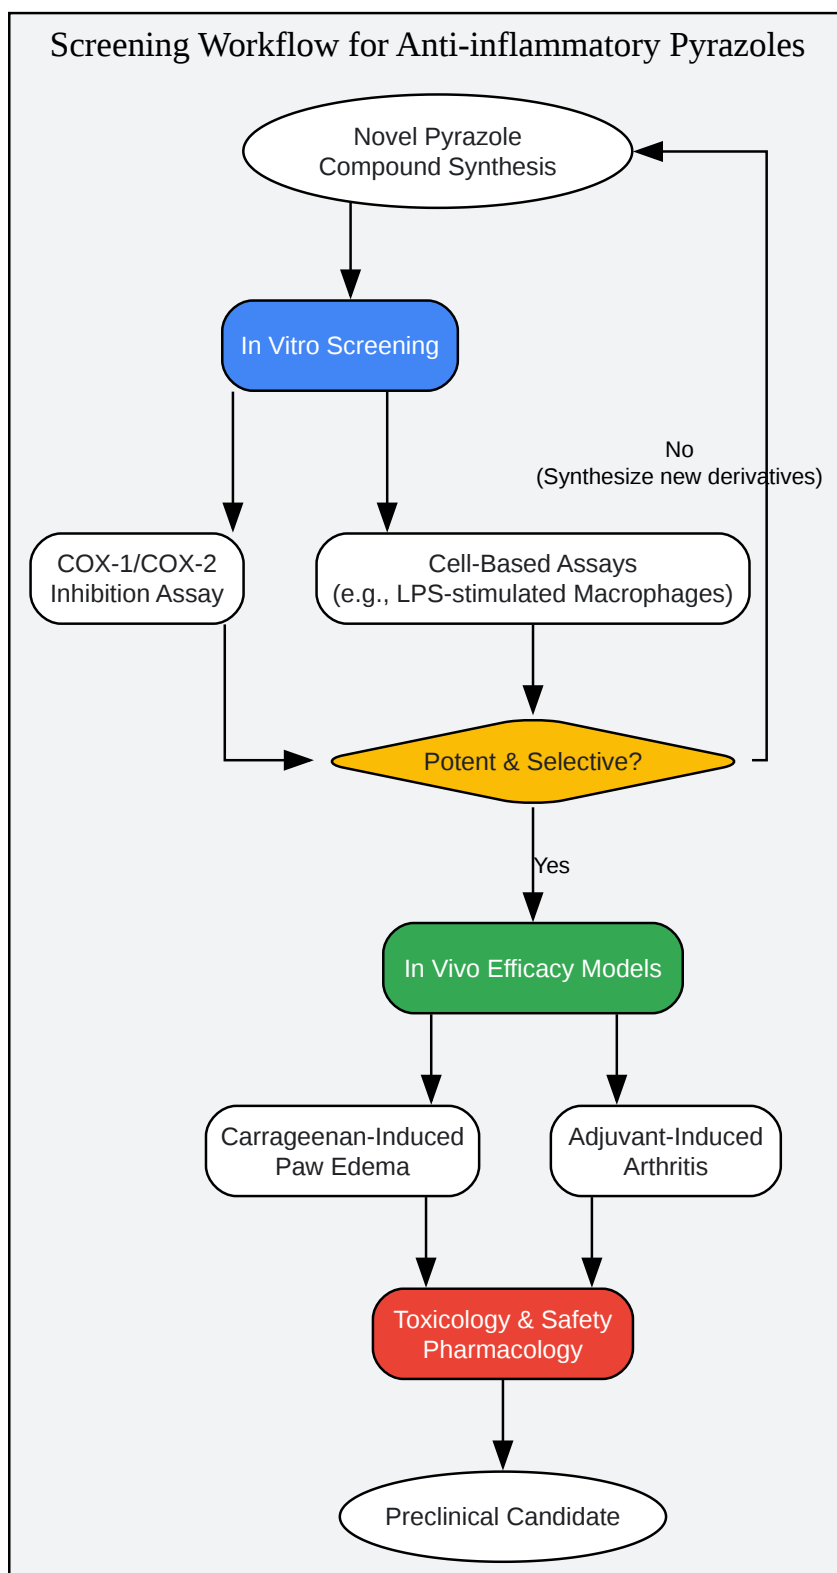 Screening Workflow for Anti-inflammatory Pyrazoles
Novel Pyrazole
Compound Synthesis
In Vitro Screening
No
(Synthesize new derivatives)
COX-1/COX-2
Inhibition Assay
Cell-Based Assays
(e.g., LPS-stimulated Macrophages)
Potent & Selective?
Yes
In Vivo Efficacy Models
Carrageenan-Induced
Paw Edema
Adjuvant-Induced
Arthritis
Toxicology & Safety
Pharmacology
Preclinical Candidate